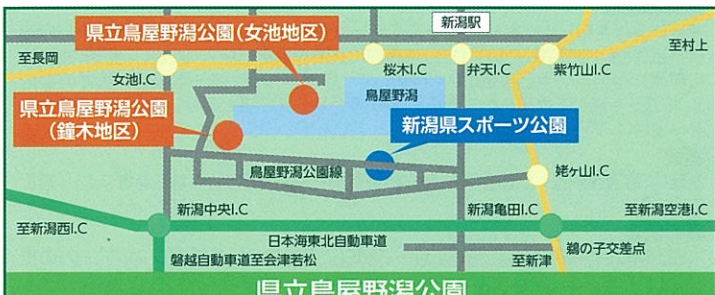 新潟駅
県立鳥屋野潟公園(女池地区)
至長岡
至村上
女池I.C
桜木I.C
弁天I.C
紫竹山I.C
鳥屋野潟
県立鳥屋野潟公園
(鐘木地区)
新潟県スポーツ公園
鳥屋野潟公園線
姥ヶ山I.C
新潟中央I.C
新潟亀田I.C
至新潟空港I.C
至新潟西I.C
日本海東北自動車道
鵜の子交差点
磐越自動車道至会津若松
至新津
県立鳥屋野潟公園